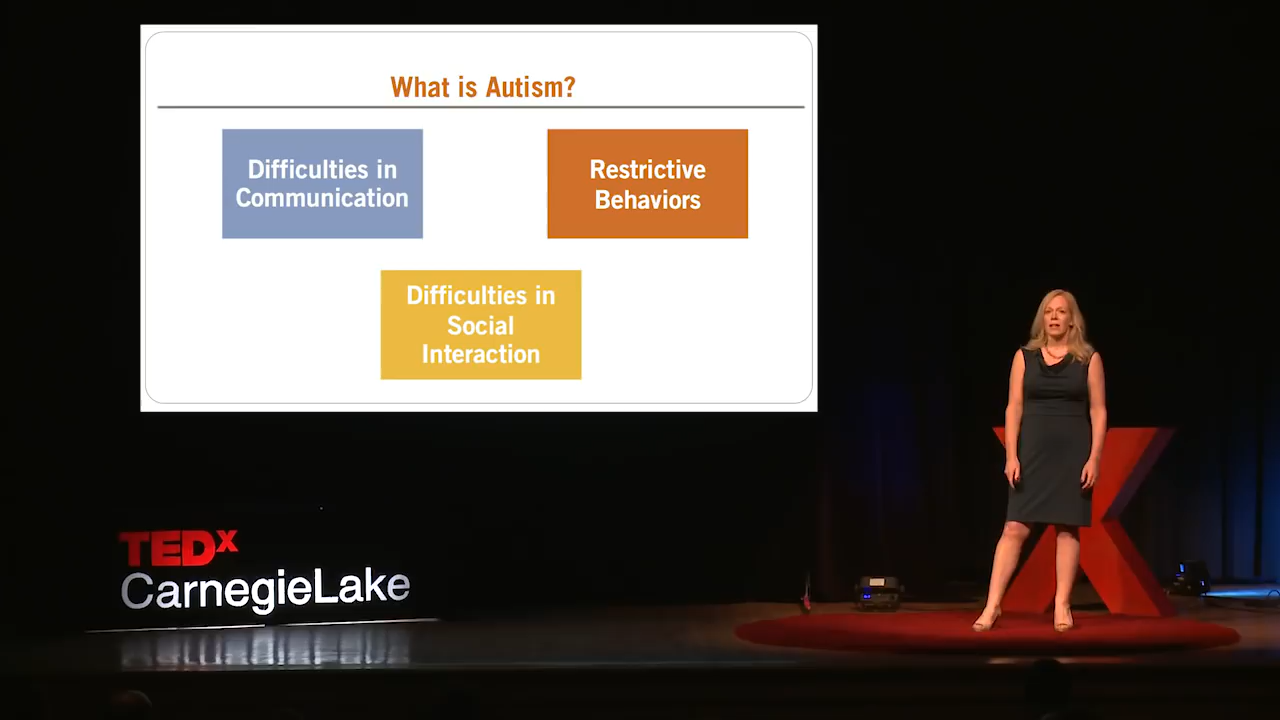 What is Autism?
Difficulties in
Communication
Restrictive
Behaviors
Difficulties in
Social
Interaction
TEDx
CarnegieLake